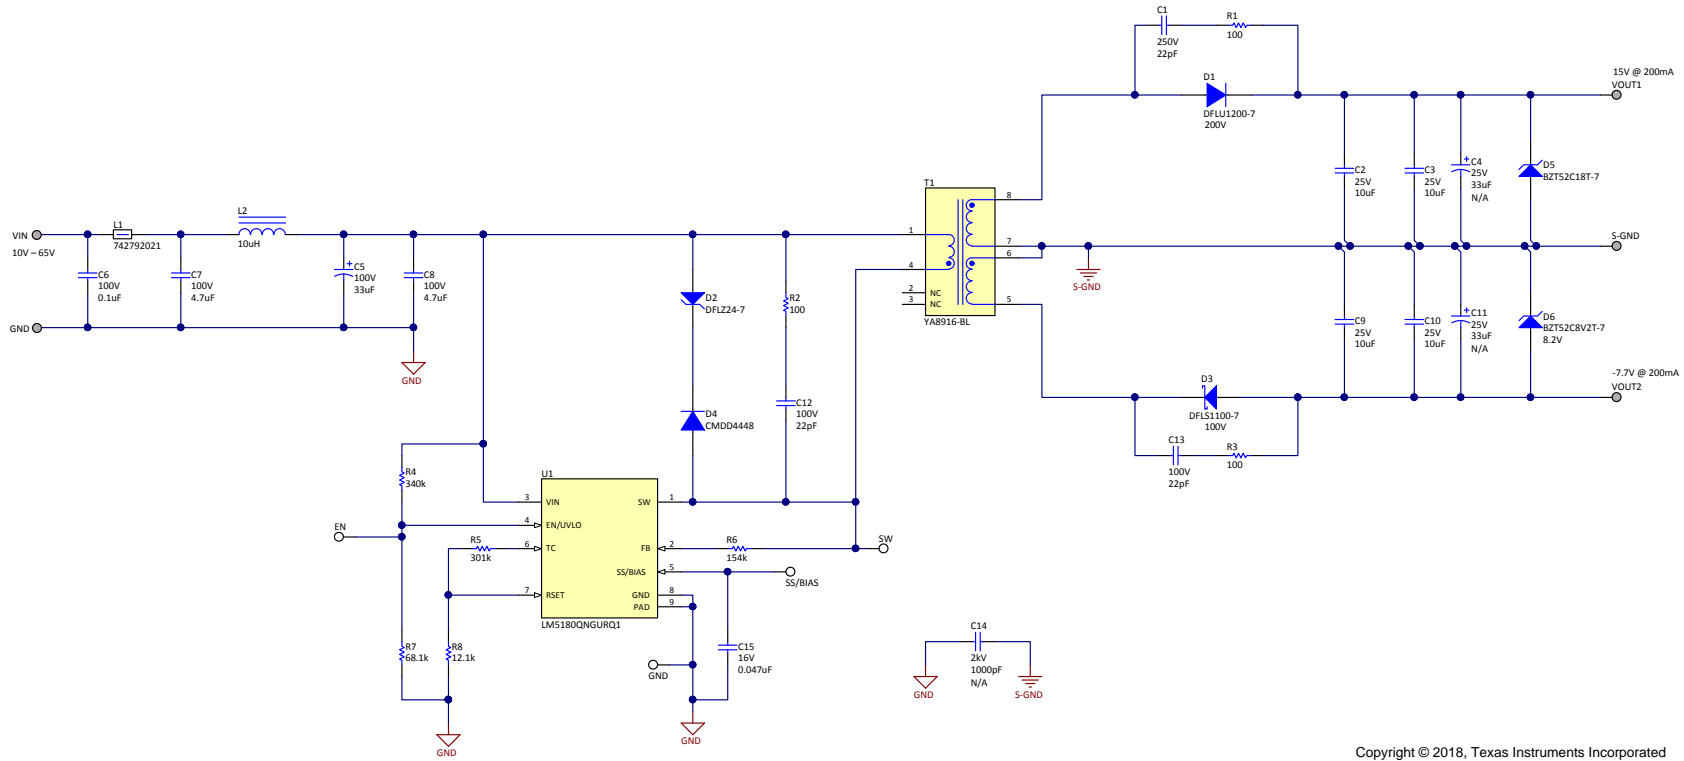 C1
250V
22pF
R1
100
D1
DFLU1200-7
200V
15V @ 200mA
VOUT1
C2
25V
10uF
C3
25V
10uF
C4
25V
33uF
N/A
D5
BZT52C18T-7
T1
8
1
7
6
4
2 NC
3 NC
5
YA8916-BL
S-GND
S-GND
VIN
10V – 65V
L1
742792021
L2
10uH
C6
100V
0.1uF
C7
100V
4.7uF
C5
100V
33uF
C8
100V
4.7uF
GND
GND
D2
DFLZ24-7
R2
100
D4
CMDD4448
C12
100V
22pF
C9
25V
10uF
C10
25V
10uF
C11
25V
33uF
N/A
D6
BZT52C8V2T-7
8.2V
-7.7V @ 200mA
VOUT2
D3
DFLS1100-7
100V
C13
100V
22pF
R3
100
R4
340k
U1
3 VIN
SW 1
4 EN/UVLO
EN
R5
301k
6 TC
FB 2
R6
154k
SW
SS/BIAS 5
SS/BIAS
7 RSET
GND 8
PAD 9
LM5180QNGURQ1
R7
68.1k
R8
12.1k
C15
16V
0.047uF
GND
GND
GND
C14
2kV
1000pF
N/A
GND
S-GND
Copyright © 2018, Texas Instruments Incorporated